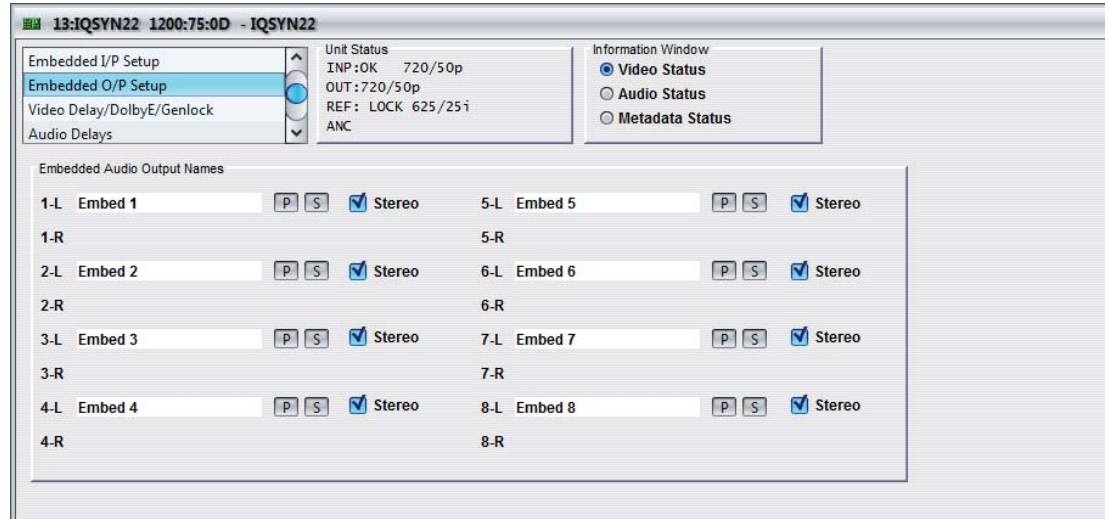 13:IQSYN22 1200:75:0D - IQSYN22
Embedded I/P Setup
Embedded O/P Setup
Video Delay/DolbyE/Genlock
Audio Delays
Unit Status
INP:OK 720/50p
OUT:720/50p
REF: LOCK 625/25i
ANC
Information Window
Video Status
Audio Status
Metadata Status
Embedded Audio Output Names
1-L Embed 1 P S Stereo
1-R
2-L Embed 2 P S Stereo
2-R
3-L Embed 3 P S Stereo
3-R
4-L Embed 4 P S Stereo
4-R
5-L Embed 5 P S Stereo
5-R
6-L Embed 6 P S Stereo
6-R
7-L Embed 7 P S Stereo
7-R
8-L Embed 8 P S Stereo
8-R